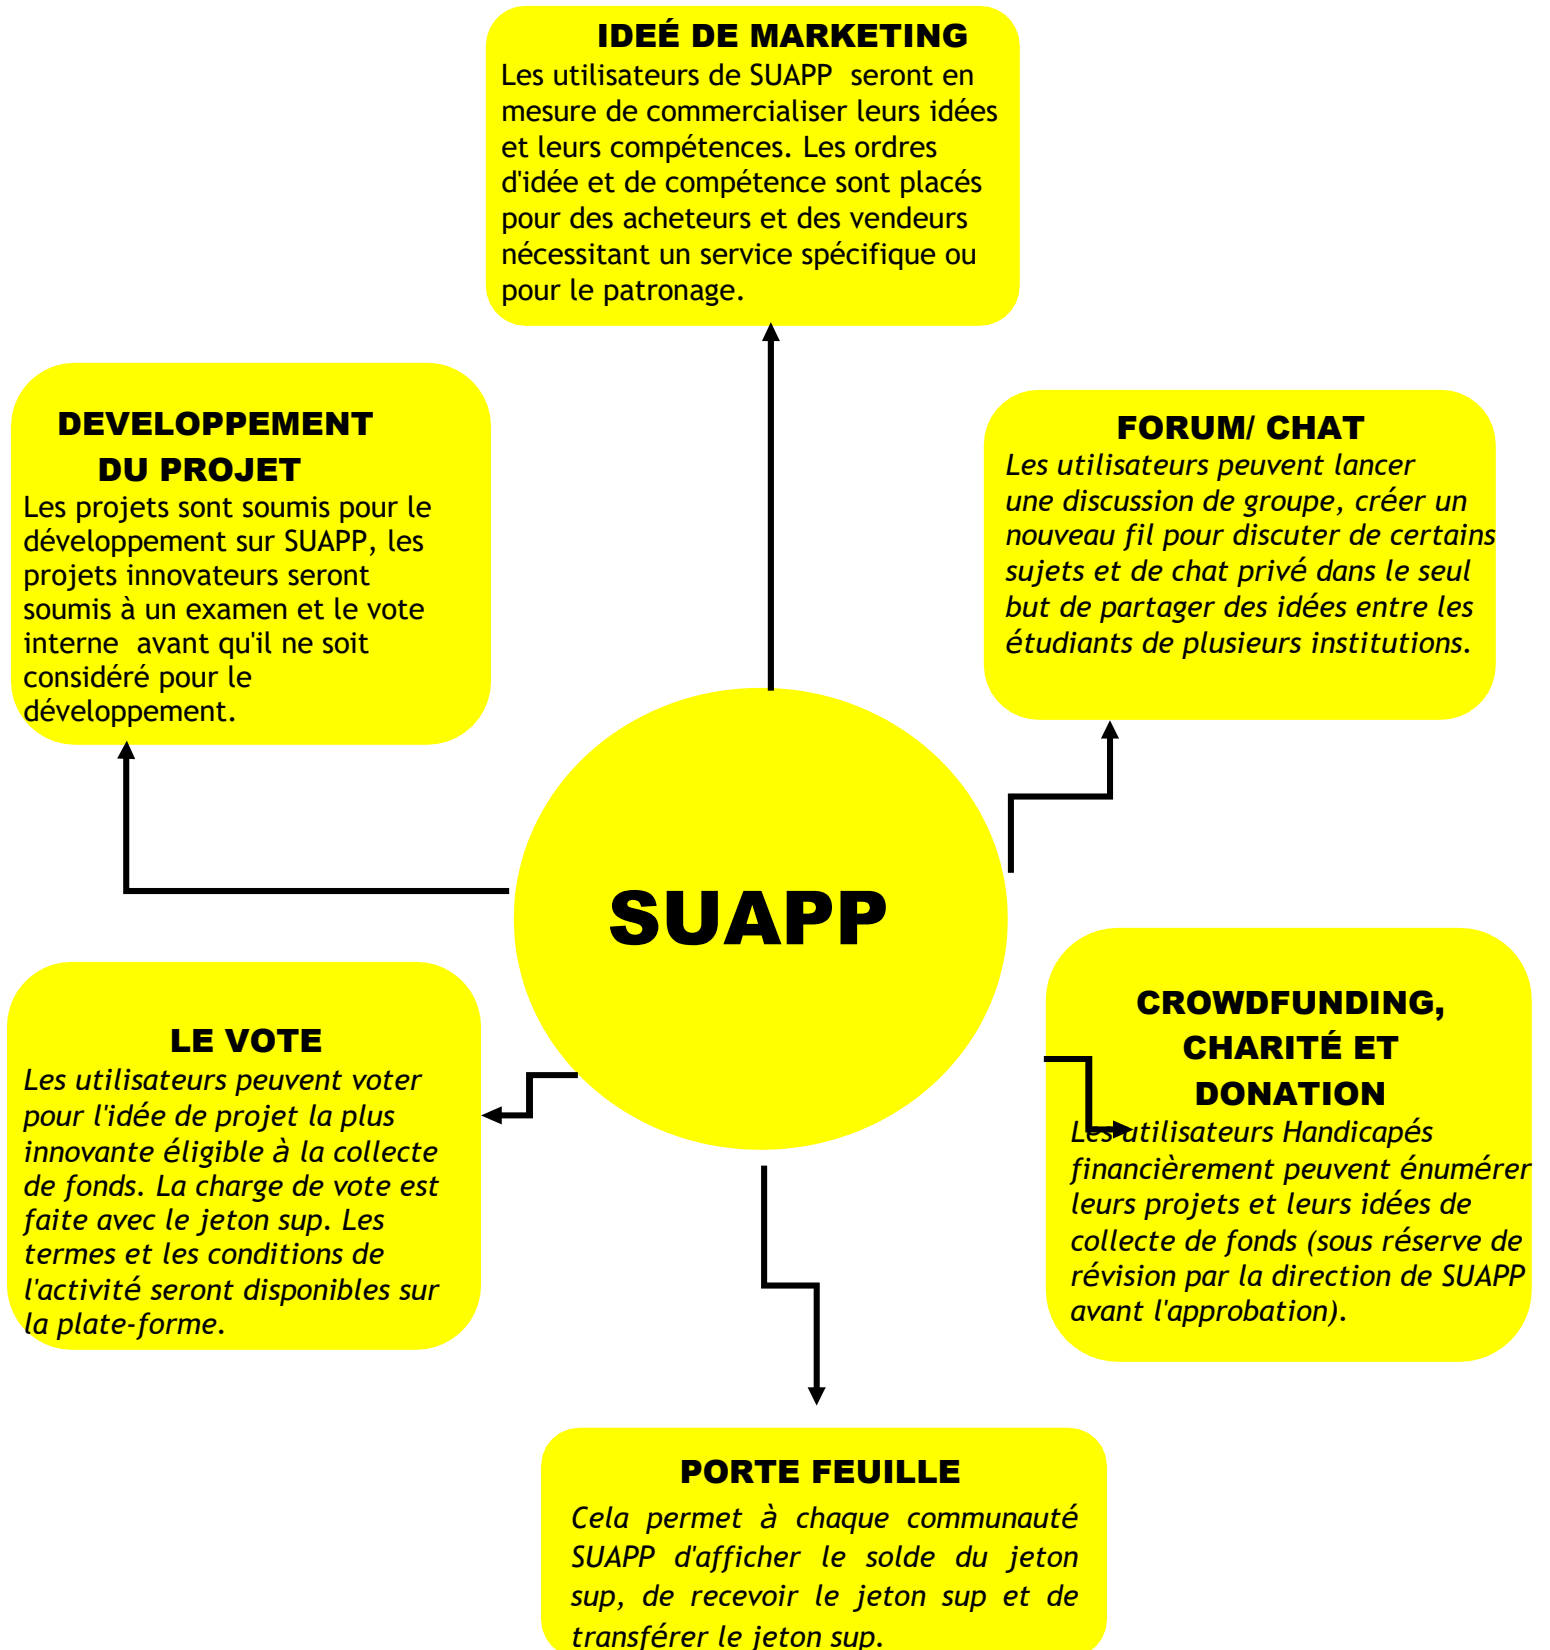 IDEÉ DE MARKETING
Les utilisateurs de SUAPP  seront en
mesure de commercialiser leurs idées
et leurs compétences. Les ordres
d'idée et de compétence sont placés
pour des acheteurs et des vendeurs
nécessitant un service spécifique ou
pour le patronage.
DEVELOPPEMENT
DU PROJET
Les projets sont soumis pour le
développement sur SUAPP, les
projets innovateurs seront
soumis à un examen et le vote
interne  avant qu'il ne soit
considéré pour le
développement.
FORUM/ CHAT
Les utilisateurs peuvent lancer
une discussion de groupe, créer un
nouveau fil pour discuter de certains
sujets et de chat privé dans le seul
but de partager des idées entre les
étudiants de plusieurs institutions.
SUAPP
LE VOTE
Les utilisateurs peuvent voter
pour l'idée de projet la plus
innovante éligible à la collecte
de fonds. La charge de vote est
faite avec le jeton sup. Les
termes et les conditions de
l'activité seront disponibles sur
la plate-forme.
CROWDFUNDING,
CHARITÉ ET
DONATION
Les utilisateurs Handicapés
financièrement peuvent énumérer
leurs projets et leurs idées de
collecte de fonds (sous réserve de
révision par la direction de SUAPP
avant l'approbation).
PORTE FEUILLE
Cela permet à chaque communauté
SUAPP d'afficher le solde du jeton
sup, de recevoir le jeton sup et de
transférer le jeton sup.